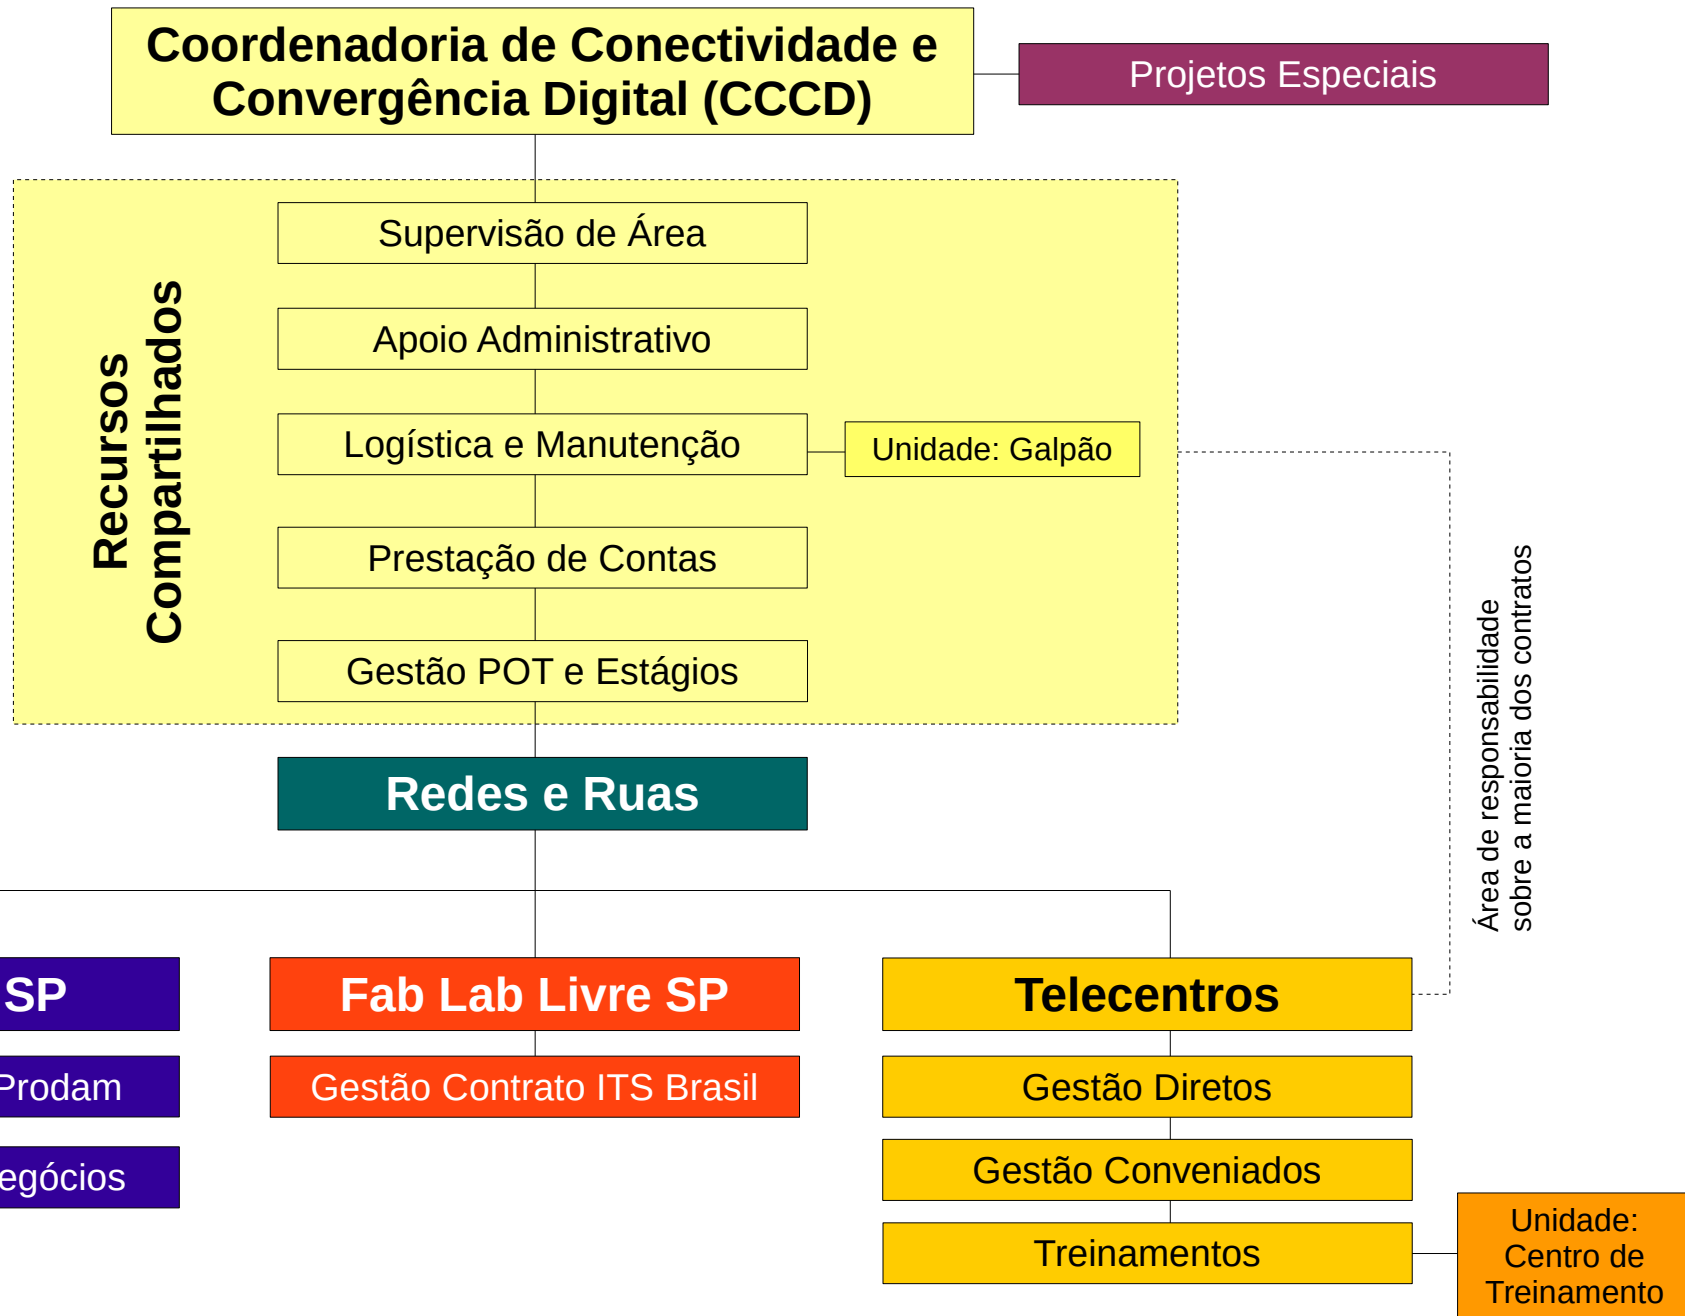 Coordenadoria de Conectividade e
Convergência Digital (CCCD)
Projetos Especiais
Recursos
Compartilhados
Supervisão de Área
Apoio Administrativo
Logística e Manutenção
Unidade: Galpão
Prestação de Contas
Gestão POT e Estágios
Área de responsabilidade
sobre a maioria dos contratos
Redes e Ruas
SP
Prodam
egócios
Fab Lab Livre SP
Gestão Contrato ITS Brasil
Telecentros
Gestão Diretos
Gestão Conveniados
Treinamentos
Unidade:
Centro de
Treinamento